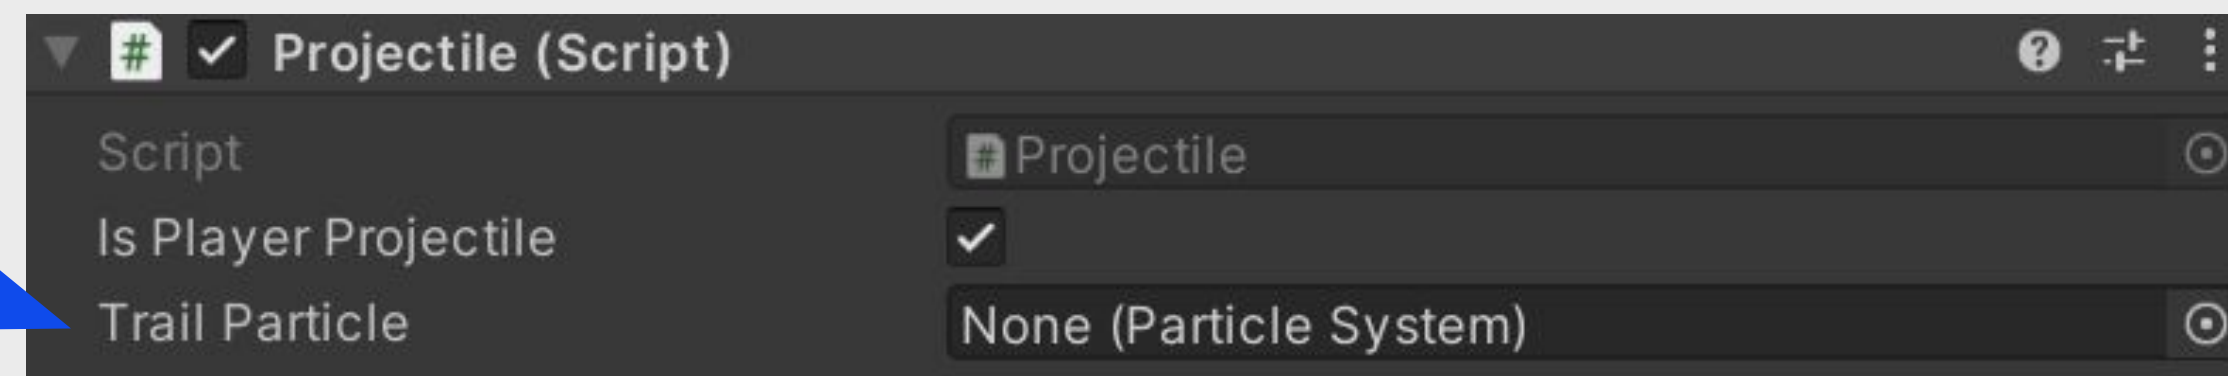 # Projectile (Script)
Script # Projectile
Is Player Projectile
Trail Particle None (Particle System)